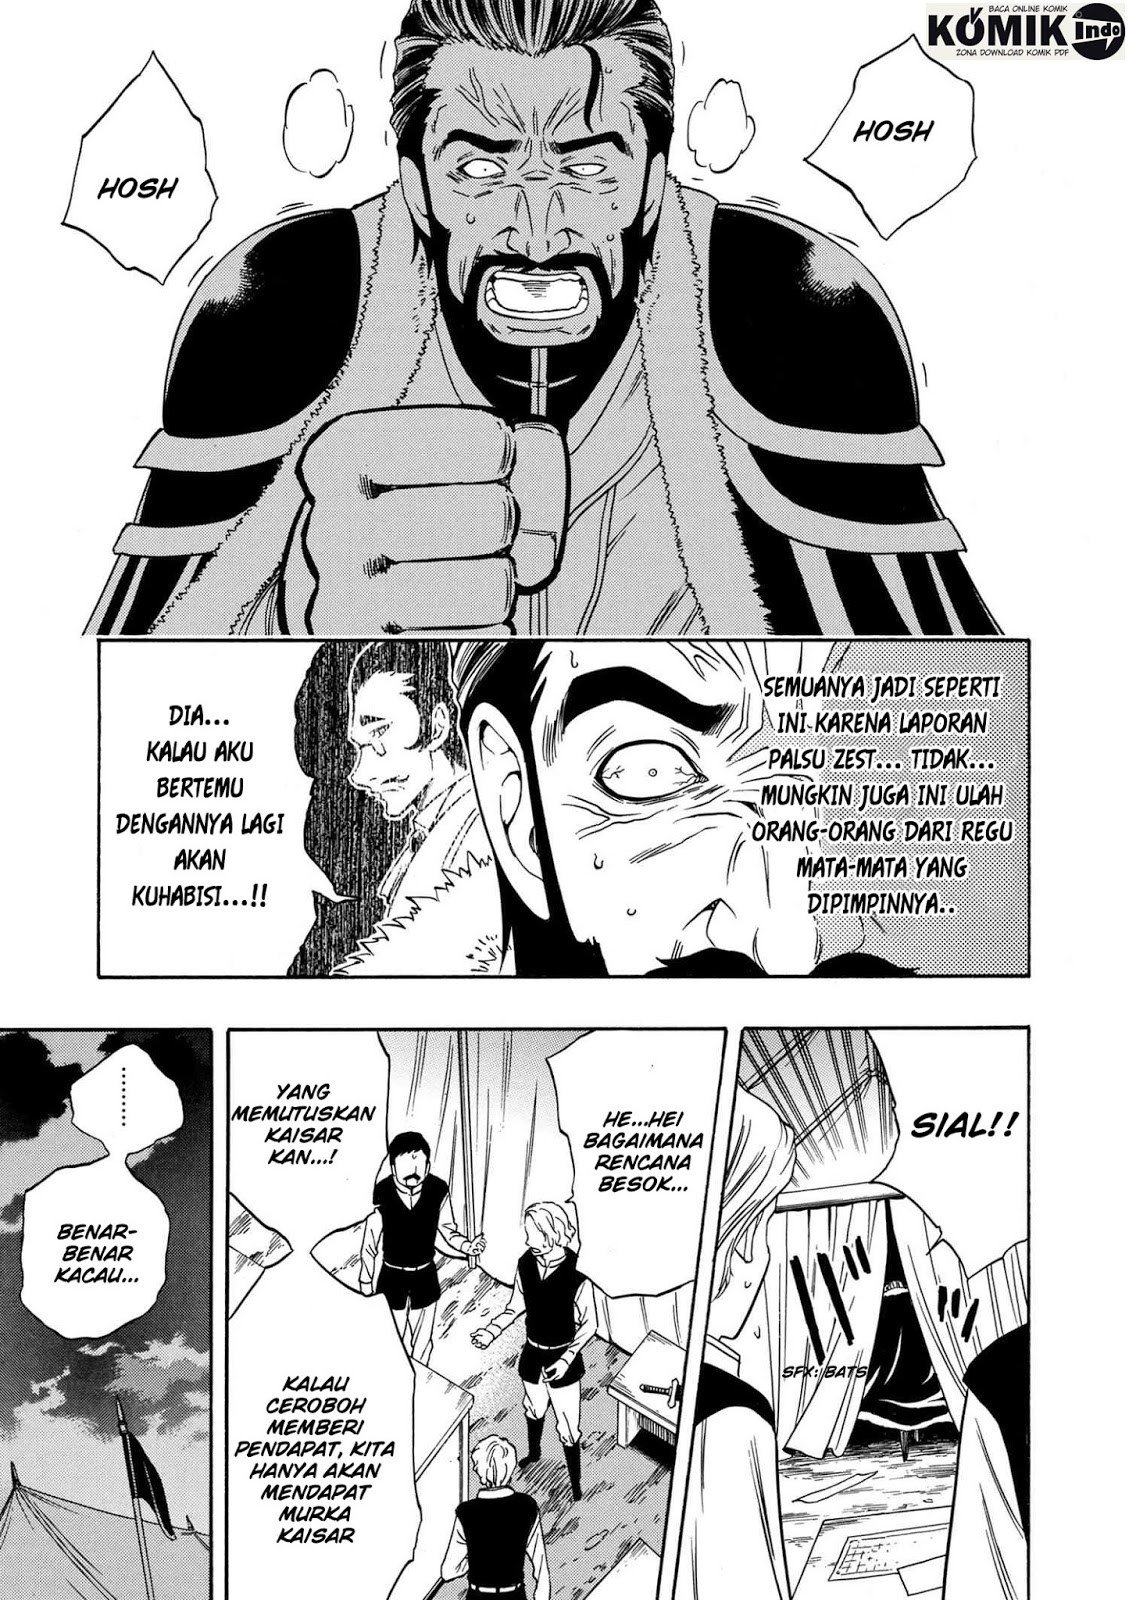 BACA ONLINE KOMIK
KOMIK indo
ZONA DOWNLOAD KOMIK PDF
HOSH
HOSH
SEMUANYA JADI SEPERTI
INI KARENA LAPORAN
PALSU ZEST... TIDAK...
MUNGKIN JUGA INI ULAH
ORANG-ORANG DARI REGU
MATA-MATA YANG
DIPIMPINNYA..
DIA...
KALAU AKU
BERTEMU
DENGANNYA LAGI
AKAN
KUHABISI...!!
SIAL!!
SFX: BATS
HE...HEI
BAGAIMANA
RENCANA
BESOK...
YANG
MEMUTUSKAN
KAISAR
KAN...!
KALAU
CEROBOH
MEMBERI
PENDAPAT, KITA
HANYA AKAN
MENDAPAT
MURKA
KAISAR
........
BENAR-
BENAR
KACAU...